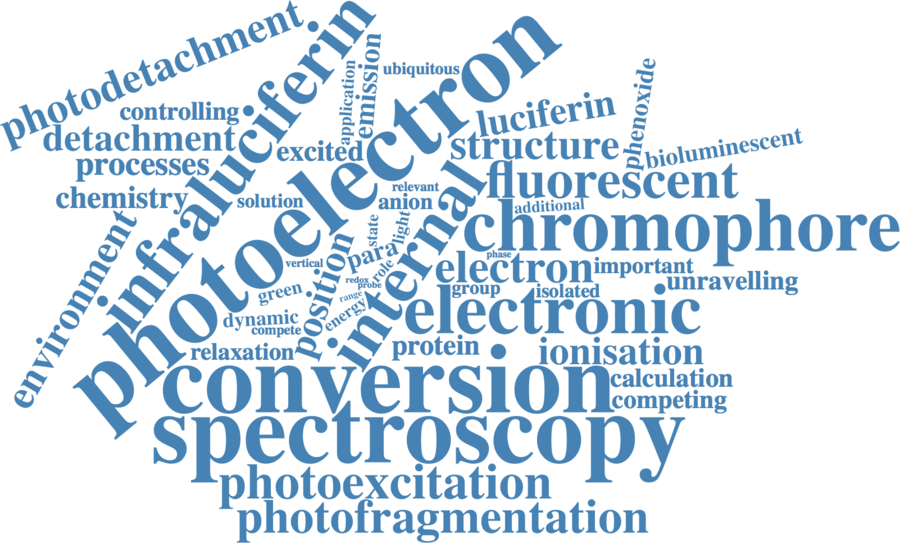 photodetachment
infraluciferin
photoelectron
emission
application
ubiquitous
controlling
detachment
processes
excited
luciferin
structure
phenoxide
bioluminescent
chemistry
solution
relevant
anion
internal
fluorescent
additional
chromophore
environment
state
light
para
position
vertical
role
phase
electron
important
redox
probe
green
range
energy
group
isolated
unravelling
dynamic
compete
electronic
relaxation
protein
ionisation
conversion
calculation
competing
spectroscopy
photoexcitation
photofragmentation